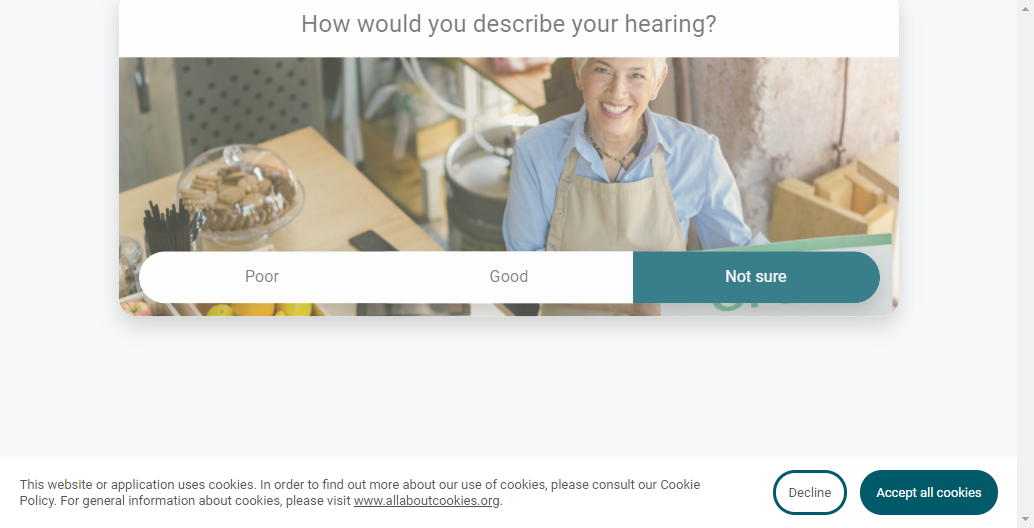 How would you describe your hearing?
Poor
Good
Not sure
This website or application uses cookies. In order to find out more about our use of cookies, please consult our Cookie
Policy. For general information about cookies, please visit www.allaboutcookies.org.
Decline
Accept all cookies